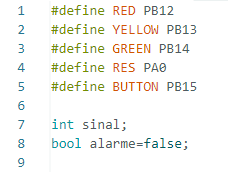 1 #define RED PB12
2 #define YELLOW PB13
3 #define GREEN PB14
4 #define RES PA0
5 #define BUTTON PB15
6
7 int sinal;
8 bool alarme=false;
9